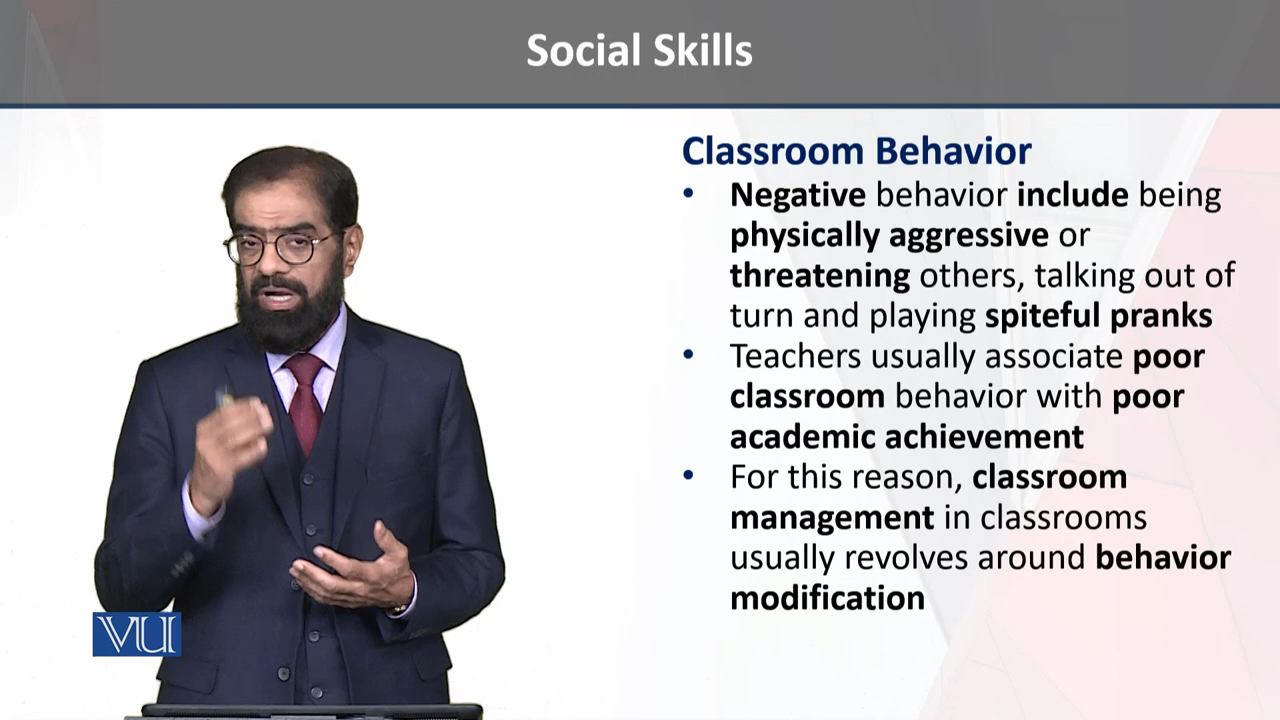 Social Skills
Classroom Behavior
• Negative behavior include being
physically aggressive or
threatening others, talking out of
turn and playing spiteful pranks
• Teachers usually associate poor
classroom behavior with poor
academic achievement
• For this reason, classroom
management in classrooms
usually revolves around behavior
modification
VU